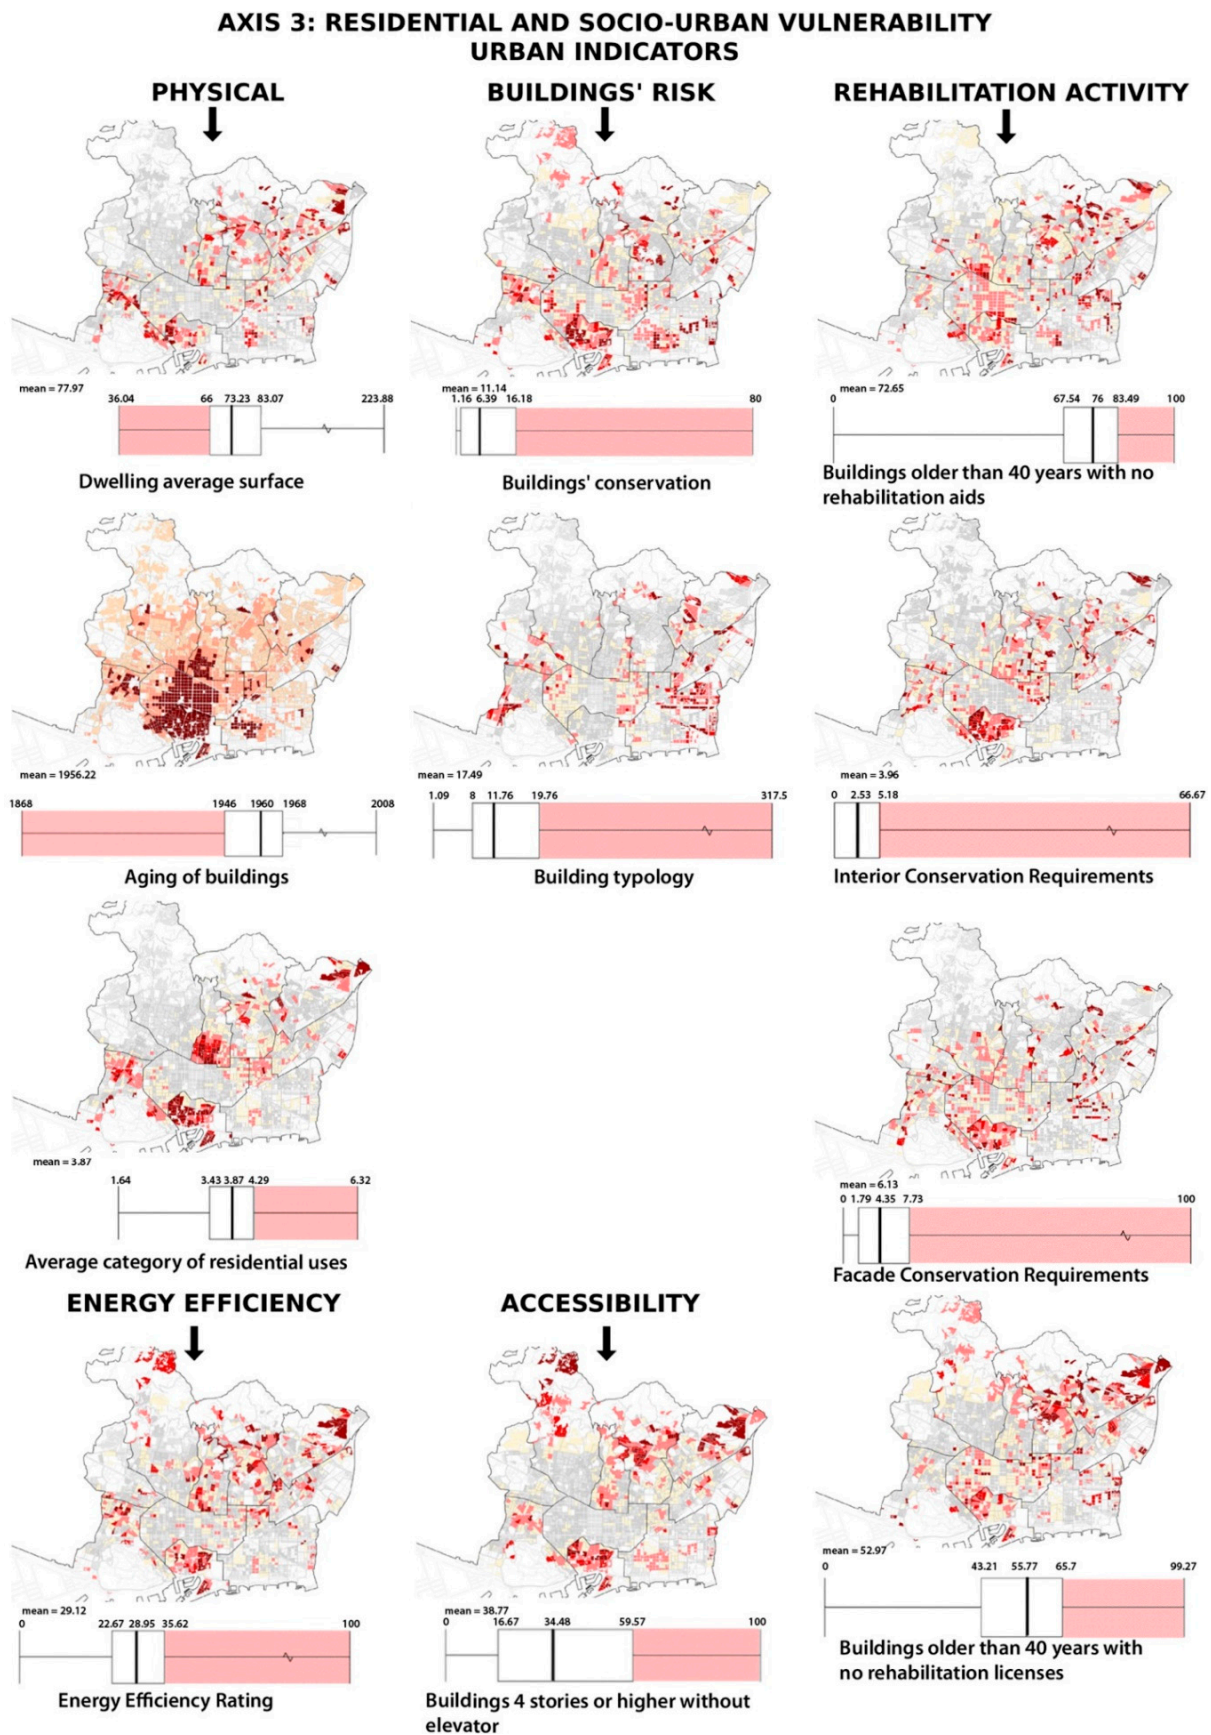 AXIS 3: RESIDENTIAL AND SOCIO-URBAN VULNERABILITY
URBAN INDICATORS
PHYSICAL
BUILDINGS' RISK
REHABILITATION ACTIVITY
mean = 77.97
36.04 66 73.23 83.07 223.88
Dwelling average surface
mean = 11.14
1.16 6.39 16.18 80
Buildings' conservation
mean = 72.65
0 67.54 76 83.49 100
Buildings older than 40 years with no
rehabilitation aids
mean = 1956.22
1868 1946 1960 1968 2008
Aging of buildings
mean = 17.49
1.09 8 11.76 19.76 317.5
Building typology
mean = 3.96
0 2.53 5.18 66.67
Interior Conservation Requirements
mean = 3.87
1.64 3.43 3.87 4.29 6.32
Average category of residential uses
mean = 6.13
0 1.79 4.35 7.73 100
Facade Conservation Requirements
ENERGY EFFICIENCY
ACCESSIBILITY
mean = 29.12
0 22.67 28.95 35.62 100
Energy Efficiency Rating
mean = 38.77
0 16.67 34.48 59.57 100
Buildings 4 stories or higher without
elevator
mean = 52.97
0 43.21 55.77 65.7 99.27
Buildings older than 40 years with
no rehabilitation licenses